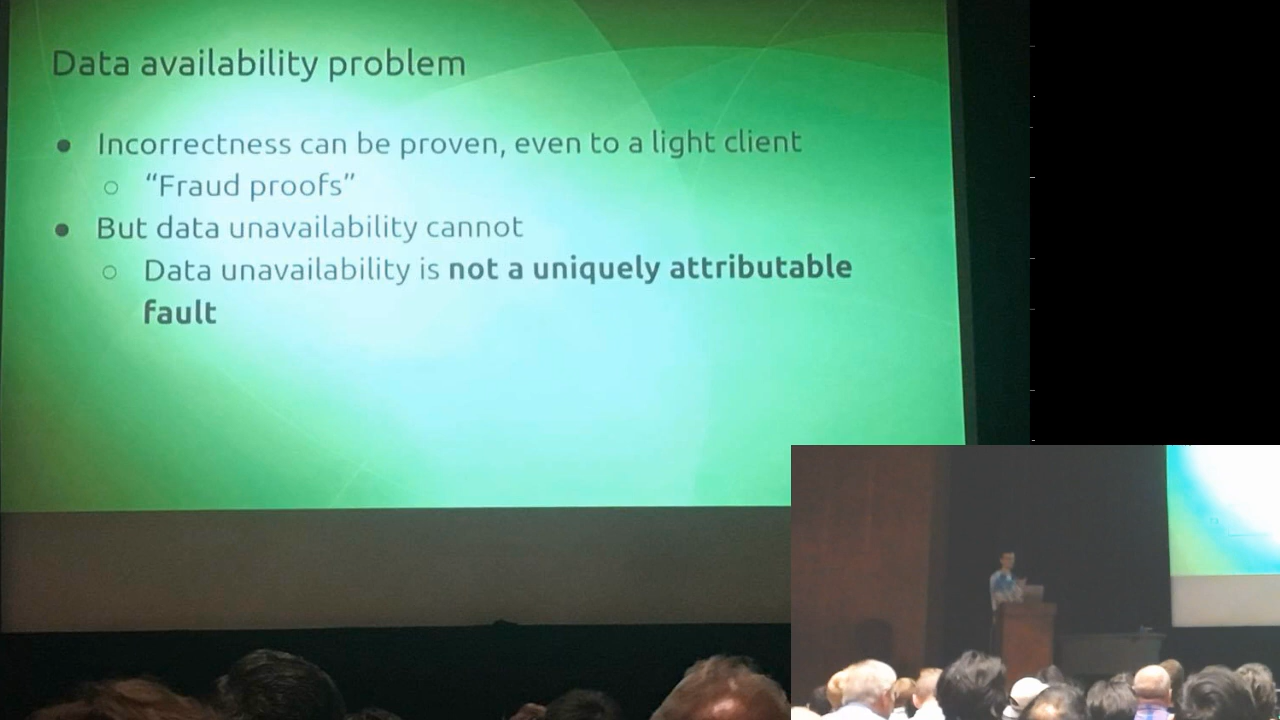 Data availability problem
● Incorrectness can be proven, even to a light client
○ “Fraud proofs”
● But data unavailability cannot
○ Data unavailability is not a uniquely attributable
fault